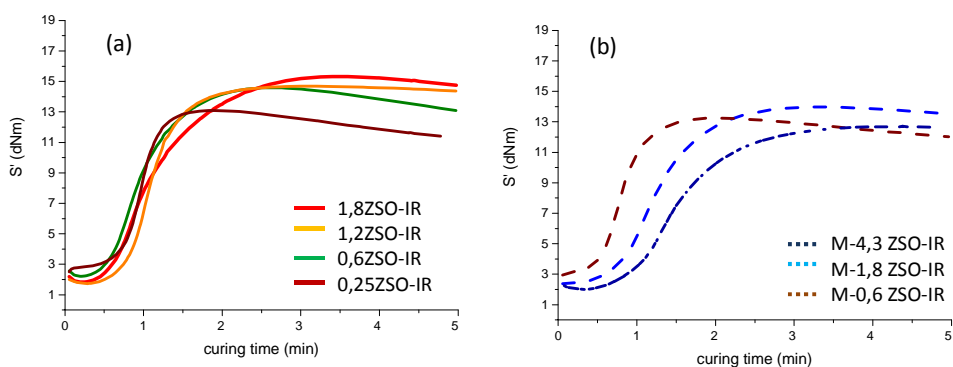 (a)
19
17
15
13
11
9
7
5
3
1
S' (dNm)
0 1 2 3 4 5
curing time (min)
1,8ZSO-IR
1,2ZSO-IR
0,6ZSO-IR
0,25ZSO-IR
(b)
19
17
15
13
11
9
7
5
3
1
S' (dNm)
0 1 2 3 4 5
curing time (min)
M-4,3 ZSO-IR
M-1,8 ZSO-IR
M-0,6 ZSO-IR